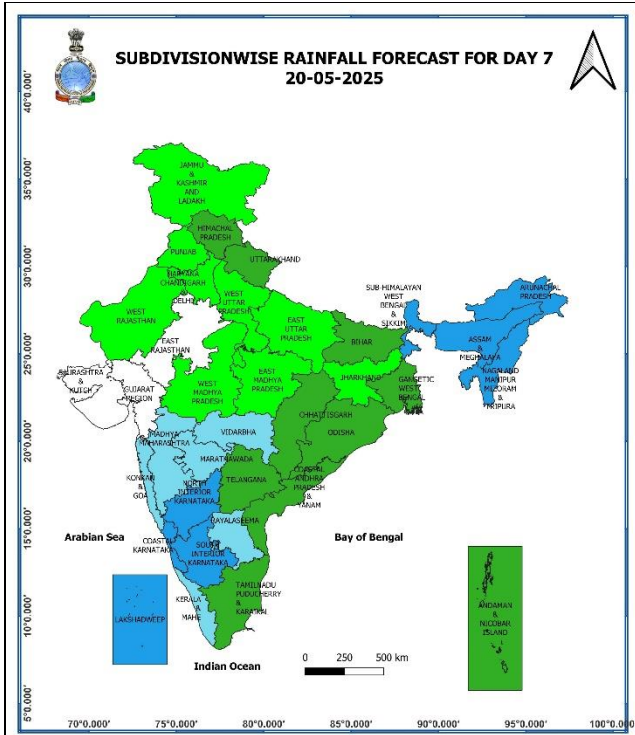 SUBDIVISIONWISE RAINFALL FORECAST FOR DAY 7
20-05-2025
40°0.000'
35°0.000'
30°0.000'
25°0.000'
20°0.000'
15°0.000'
10°0.000'
5°0.000'
JAMMU
&
KASHMIR
AND
LADAKH
HIMACHAL
PRADESH
UTTARAKHAND
PUNJAB
HARYANA
CHANDIGARH
&
DELHI
WEST
UTTAR
PRADESH
WEST
RAJASTHAN
EAST
RAJASTHAN
EAST
UTTAR
PRADESH
SUB-HIMALAYAN
WEST
BENGAL
&
SIKKIM
ARUNACHAL
PRADESH
ASSAM
&
MEGHALAYA
NAGALAND
MANIPUR
MIZORAM
&
TRIPURA
BIHAR
JHARKHAND
GANGETIC
WEST
BENGAL
SAURASHTRA
&
KUTCH
GUJARAT
REGION
WEST
MADHYA
PRADESH
EAST
MADHYA
PRADESH
CHHATTISGARH
ODISHA
MADHYA
MAHARASHTRA
VIDARBHA
MARATHAWADA
KONKAN
&
GOA
TELANGANA
COASTAL
ANDHRA
PRADESH
&
YANAM
NORTH
INTERIOR
KARNATAKA
RAYALASEEMA
COASTAL
KARNATAKA
SOUTH
INTERIOR
KARNATAKA
Arabian Sea
Bay of Bengal
TAMILNADU
PUDUCHERRY
&
KARAIKAL
KERALA
&
MAHE
LAKSHADWEEP
ANDAMAN
&
NICOBAR
ISLAND
Indian Ocean
0 250 500 km
70°0.000' 75°0.000' 80°0.000' 85°0.000' 90°0.000' 95°0.000' 100°0.00